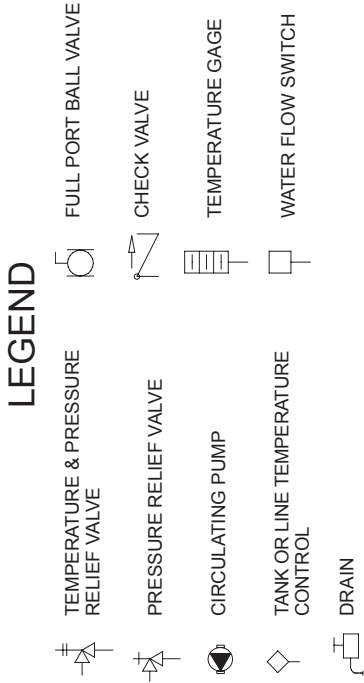 LEGEND
TEMPERATURE & PRESSURE
RELIEF VALVE
PRESSURE RELIEF VALVE
CIRCULATING PUMP
TANK OR LINE TEMPERATURE
CONTROL
DRAIN
FULL PORT BALL VALVE
CHECK VALVE
TEMPERATURE GAGE
WATER FLOW SWITCH